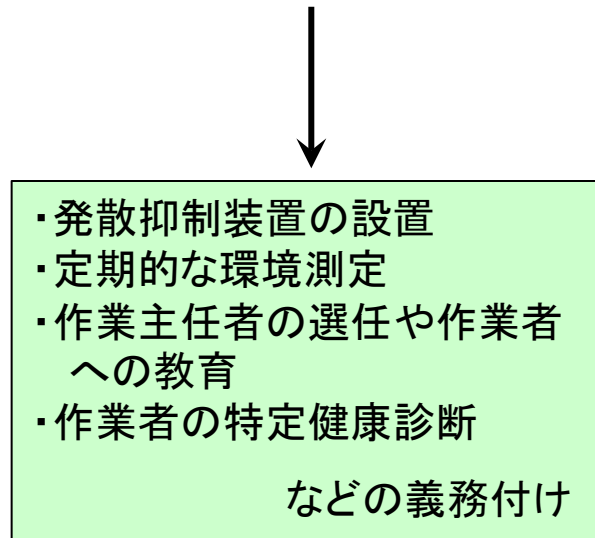 ・発散抑制装置の設置
・定期的な環境測定
・作業主任者の選任や作業者
への教育
・作業者の特定健康診断
などの義務付け